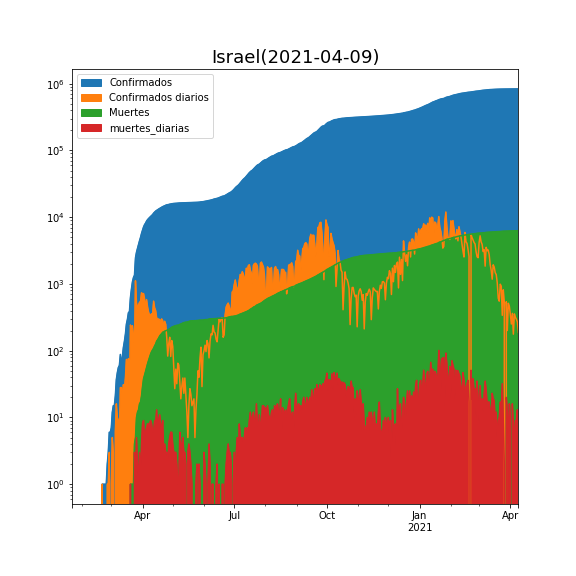 Israel(2021-04-09)
Confirmados
Confirmados diarios
Muertes
muertes_diarias
10⁶
10⁵
10⁴
10³
10²
10¹
10⁰
Apr Jul Oct Jan Apr
2021